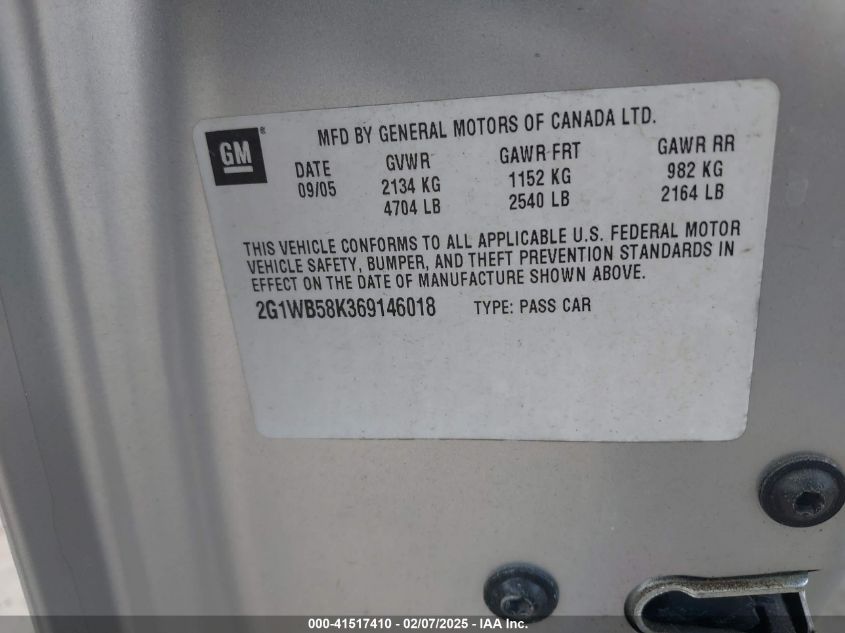 GM ®
MFD BY GENERAL MOTORS OF CANADA LTD.
DATE GVWR GAWR FRT GAWR RR
09/05 2134 KG 1152 KG 982 KG
4704 LB 2540 LB 2164 LB
THIS VEHICLE CONFORMS TO ALL APPLICABLE U.S. FEDERAL MOTOR
VEHICLE SAFETY, BUMPER, AND THEFT PREVENTION STANDARDS IN
EFFECT ON THE DATE OF MANUFACTURE SHOWN ABOVE.
2G1WB58K369146018 TYPE: PASS CAR
000-41517410 - 02/07/2025 - IAA Inc.